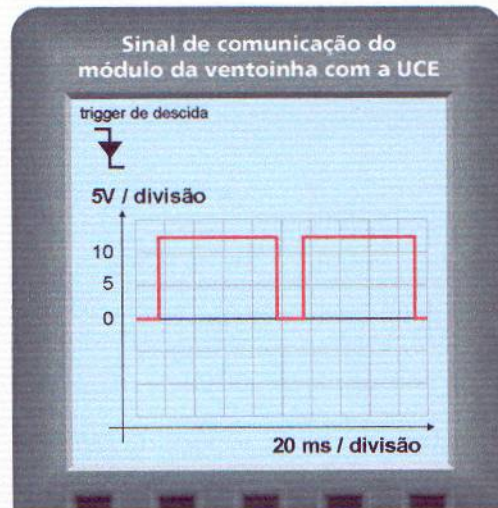 Sinal de comunicação do
módulo da ventoinha com a UCE
trigger de descida
5V / divisão
10
5
0
20 ms / divisão